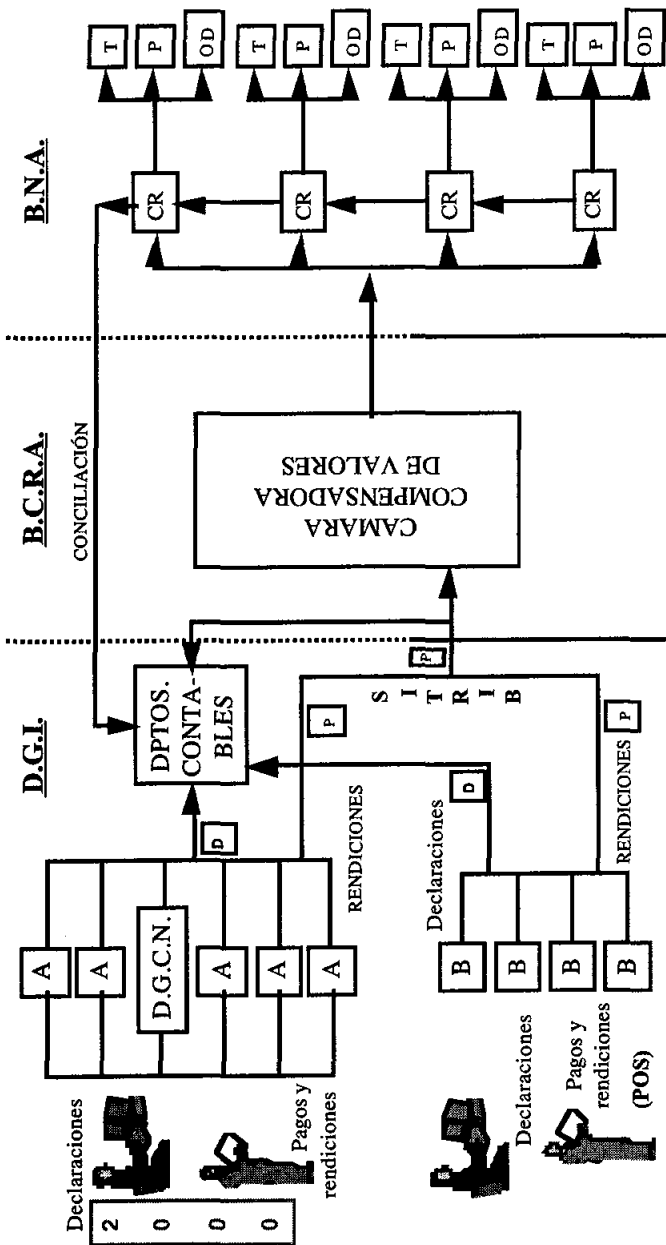 D.G.I.
B.C.R.A.
B.N.A.
Declaraciones
2
0
0
0
Pagos y
rendiciones
A
A
D.G.C.N.
A
A
A
D
RENDICIONES
P
DPTOS.
CONTA-
BLES
CONCILIACIÓN
Declaraciones
Pagos y
rendiciones
(POS)
B
B
B
B
Declaraciones
D
RENDICIONES
P
SITRIB
P
CAMARA
COMPENSADORA
DE VALORES
CR
CR
CR
CR
T
P
OD
T
P
OD
T
P
OD
T
P
OD